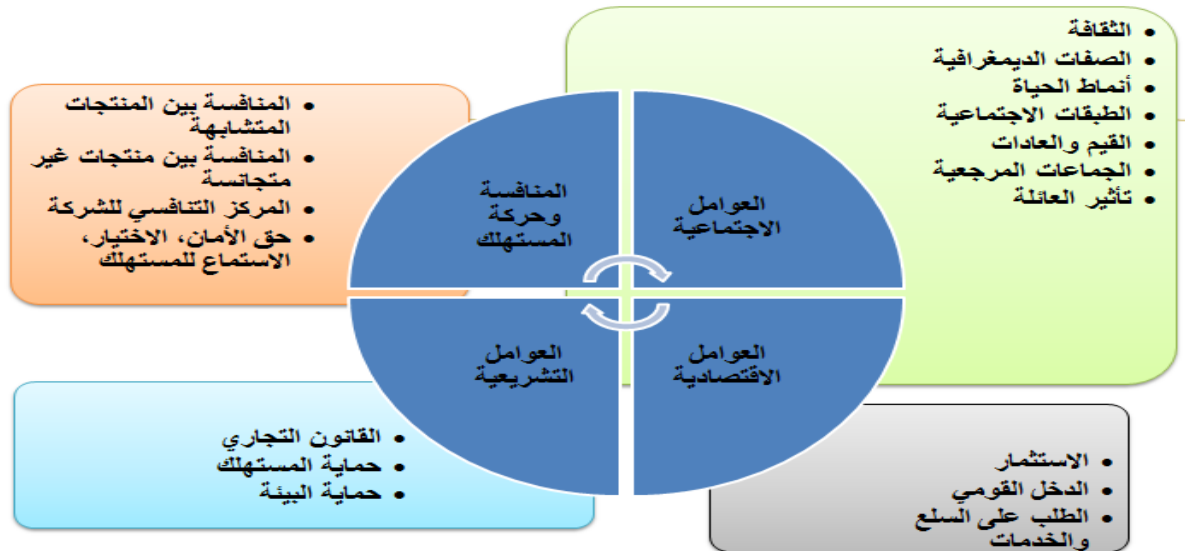 • الثقافة
• الصفات الديمغرافية
• أنماط الحياة
• الطبقات الاجتماعية
• القيم والعادات
• الجماعات المرجعية
• تأثير العائلة
• المنافسة بين المنتجات
المتشابهة
• المنافسة بين منتجات غير
متجانسة
• المركز التنافسي للشركة
• حق الأمان، الاختيار،
الاستماع للمستهلك
العوامل
الاجتماعية
المنافسة
وحركة
المستهلك
العوامل
الاقتصادية
العوامل
التشريعية
• الاستثمار
• الدخل القومي
• الطلب على السلع
والخدمات
• القانون التجاري
• حماية المستهلك
• حماية البيئة